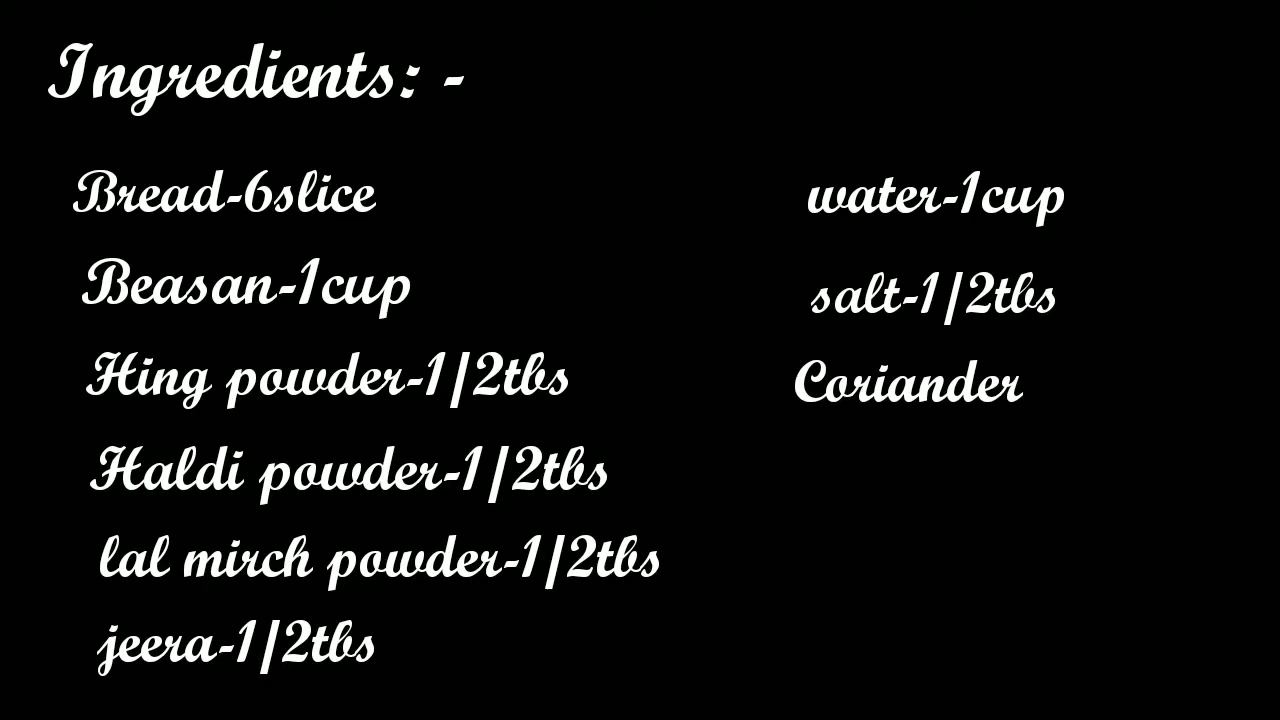 Ingredients: -
Bread-6slice
Beasan-1cup
Hing powder-1/2tbs
Haldi powder-1/2tbs
lal mirch powder-1/2tbs
jeera-1/2tbs
water-1cup
salt-1/2tbs
Coriander